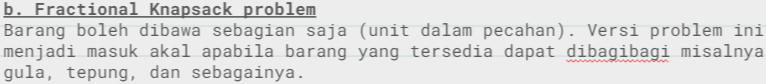 b. Fractional Knapsack problem
Barang boleh dibawa sebagian saja (unit dalam pecahan). Versi problem ini
menjadi masuk akal apabila barang yang tersedia dapat dibagibagi misalnya
gula, tepung, dan sebagainya.